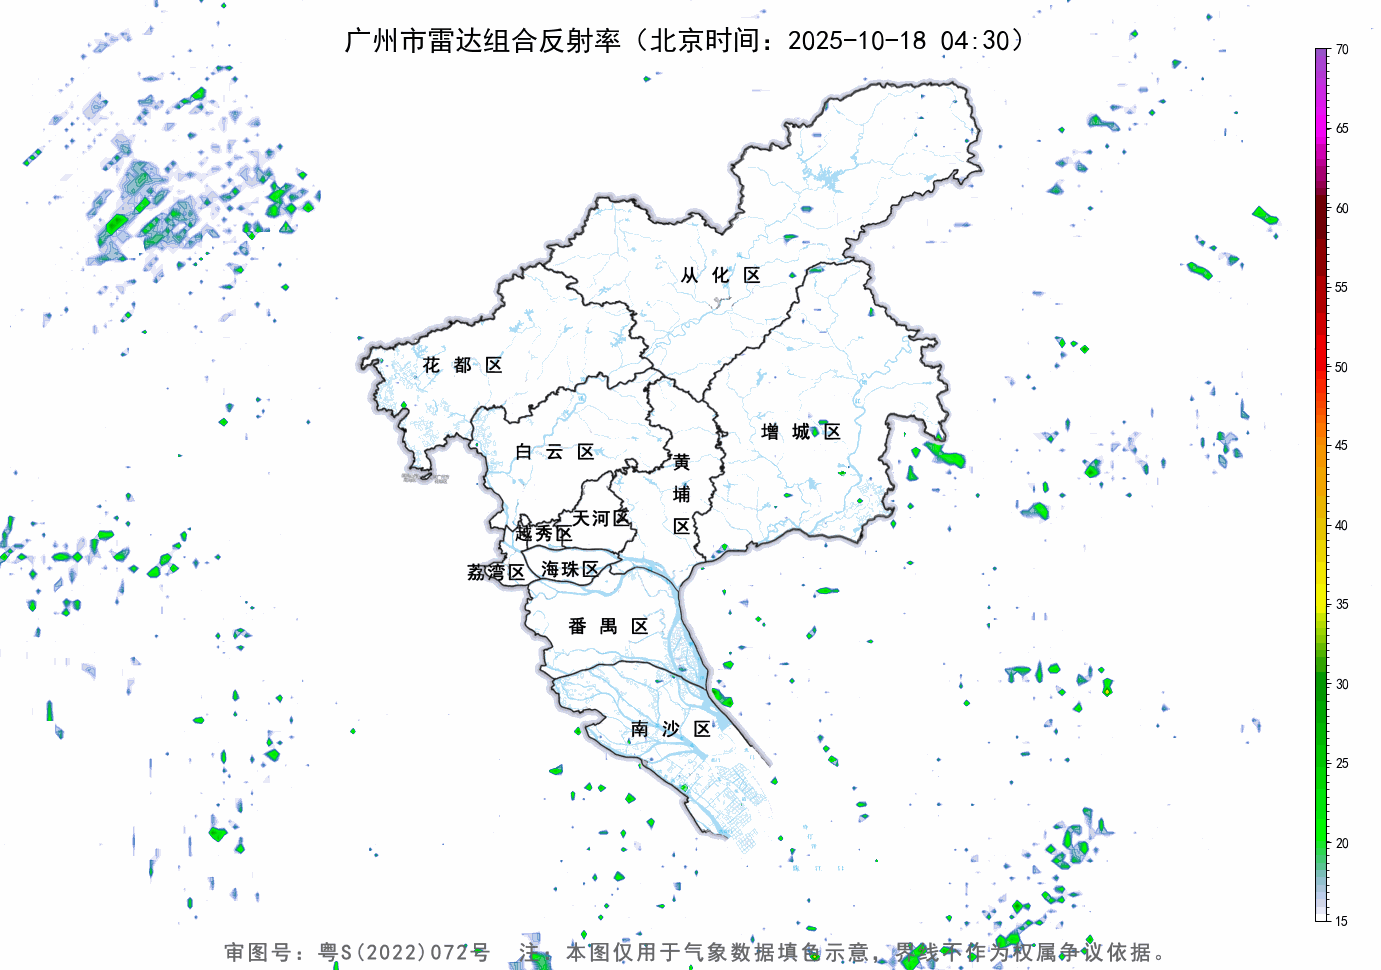 广州市雷达组合反射率（北京时间：2025-10-18 04:30）
70
65
60
55
50
45
40
35
30
25
20
15
从化区
花都区
增城区
白云区
黄埔区
天河区
越秀区
荔湾区
海珠区
番禺区
南沙区
审图号：粤S(2022)072号 注：本图仅用于气象数据填色示意，界线不作为权属争议依据。